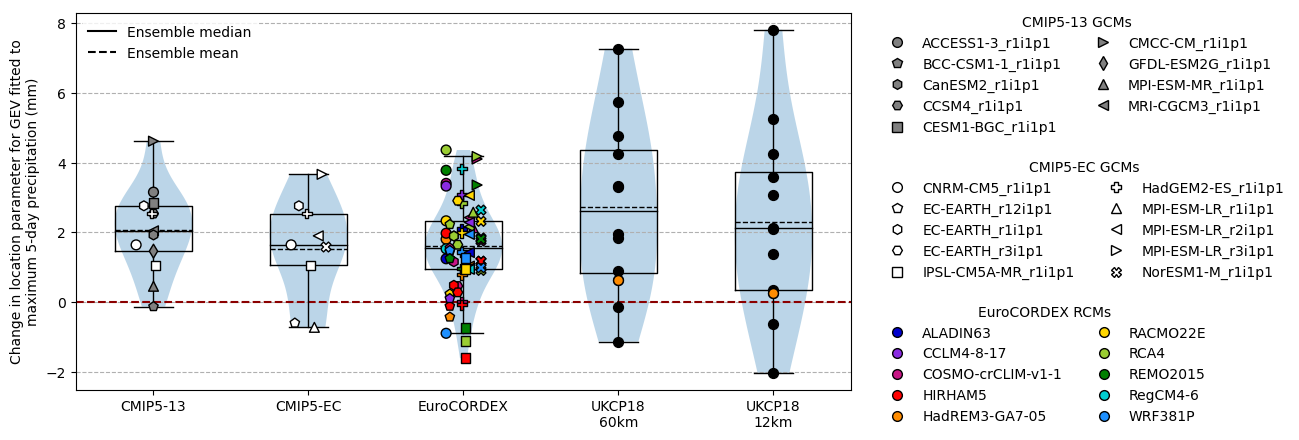 Change in location parameter for GEV fitted to
maximum 5-day precipitation (mm)
8
6
4
2
0
−2
Ensemble median
Ensemble mean
CMIP5-13
CMIP5-EC
EuroCORDEX
UKCP18
60km
UKCP18
12km
CMIP5-13 GCMs
ACCESS1-3_r1i1p1
BCC-CSM1-1_r1i1p1
CanESM2_r1i1p1
CCSM4_r1i1p1
CESM1-BGC_r1i1p1
CMCC-CM_r1i1p1
GFDL-ESM2G_r1i1p1
MPI-ESM-MR_r1i1p1
MRI-CGCM3_r1i1p1
CMIP5-EC GCMs
CNRM-CM5_r1i1p1
EC-EARTH_r12i1p1
EC-EARTH_r1i1p1
EC-EARTH_r3i1p1
IPSL-CM5A-MR_r1i1p1
HadGEM2-ES_r1i1p1
MPI-ESM-LR_r1i1p1
MPI-ESM-LR_r2i1p1
MPI-ESM-LR_r3i1p1
NorESM1-M_r1i1p1
EuroCORDEX RCMs
ALADIN63
CCLM4-8-17
COSMO-crCLIM-v1-1
HIRHAM5
HadREM3-GA7-05
RACMO22E
RCA4
REMO2015
RegCM4-6
WRF381P